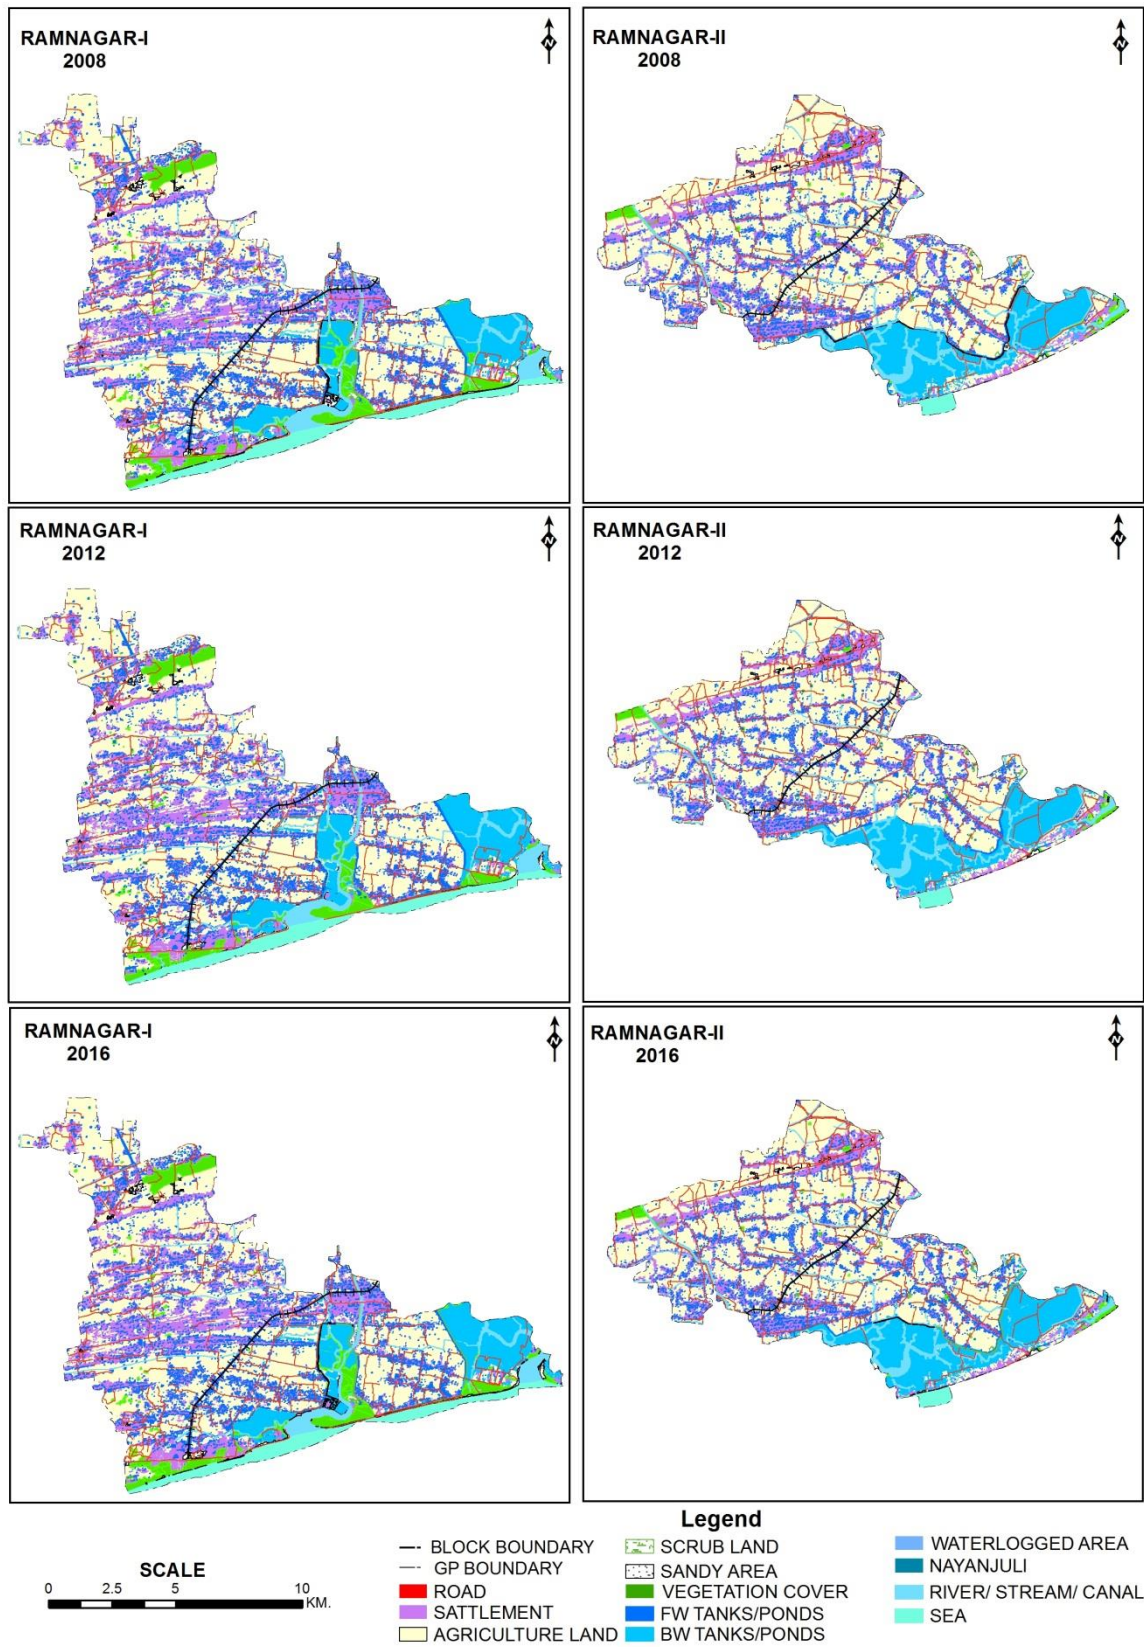 RAMNAGAR-I
2008
N
RAMNAGAR-II
2008
N
RAMNAGAR-I
2012
N
RAMNAGAR-II
2012
N
RAMNAGAR-I
2016
N
RAMNAGAR-II
2016
N
Legend
SCALE
0 2.5 5 10
KM.
BLOCK BOUNDARY
GP BOUNDARY
ROAD
SATTLEMENT
AGRICULTURE LAND
SCRUB LAND
SANDY AREA
VEGETATION COVER
FW TANKS/PONDS
BW TANKS/PONDS
WATERLOGGED AREA
NAYANJULI
RIVER/ STREAM/ CANAL
SEA